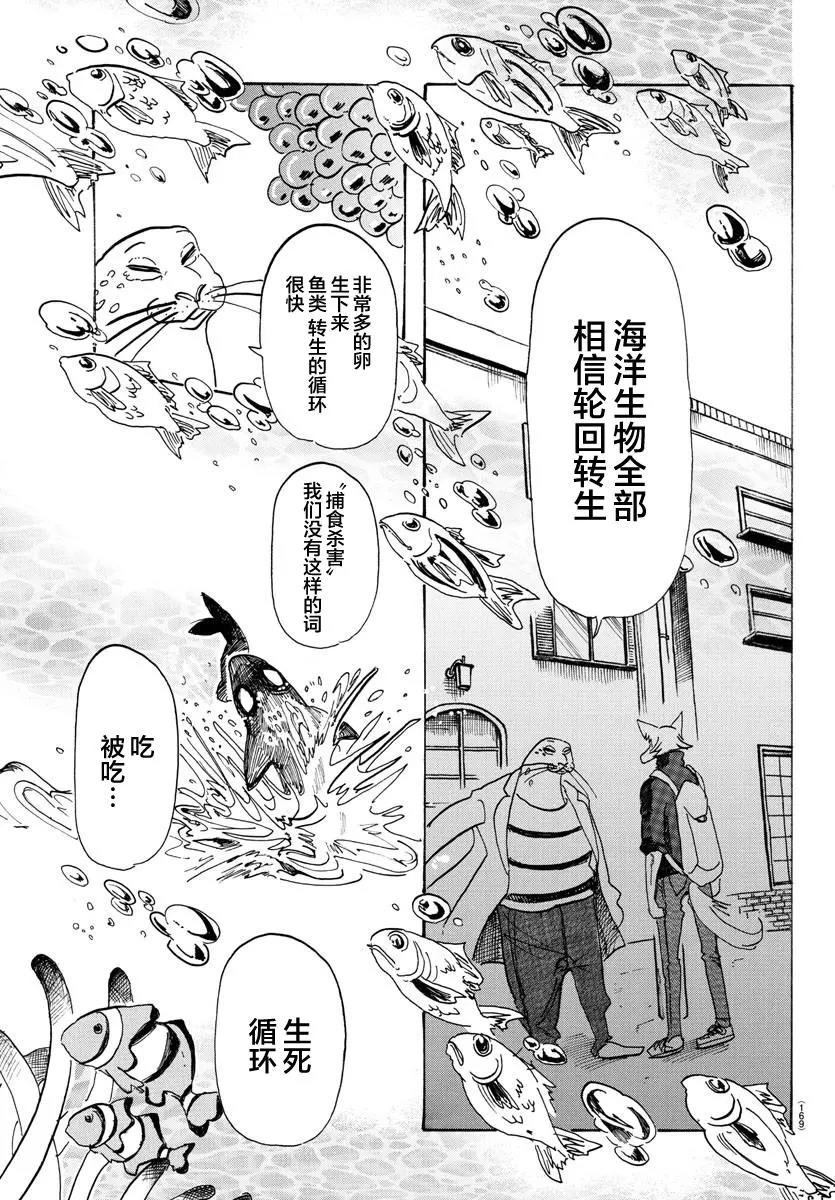 海洋生物全部
相信轮回转生
非常多的卵
生下来
鱼类 转生的循环
很快
“捕食杀害”
我们没有这样的词
吃
被吃…
生死
循环
(169)